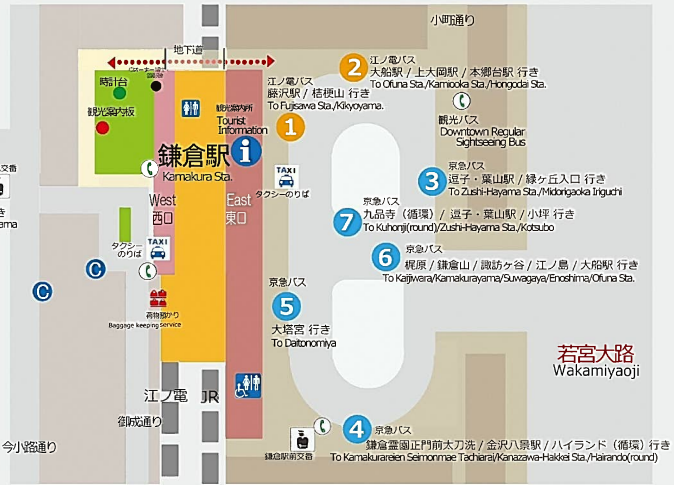 小町通り
地下道
江ノ電バス
2
大船駅 / 上大岡駅 / 本郷台駅 行き
To Ofuna Sta./Kamiooka Sta./Hongodai Sta.
時計台
観光案内板
江ノ電バス
藤沢駅 / 桔梗山 行き
To Fujisawa Sta./Kikyoyama.
1
観光案内所
Tourist
Information
i
鎌倉駅
Kamakura Sta.
観光バス
Downtown Regular
Sightseeing Bus
TAXI
タクシーのりば
京急バス
3
逗子・葉山駅 / 緑ヶ丘入口 行き
To Zushi-Hayama Sta./Midorigaoka Iriguchi
West
西口
East
東口
京急バス
7
九品寺（循環）/ 逗子・葉山駅 / 小坪 行き
To Kuhonji(round)/Zushi-Hayama Sta./Kotsubo
タクシー
のりば
TAXI
京急バス
6
梶原 / 鎌倉山 / 諏訪ヶ谷 / 江ノ島 / 大船駅 行き
To Kaijiwara/Kamakurayama/Suwagaya/Enoshima/Ofuna Sta.
C
C
荷物預かり
Baggage keeping service
京急バス
5
大塔宮 行き
To Daitonomiya
若宮大路
Wakamiyaoji
江ノ電
JR
御成通り
今小路通り
鎌倉駅前交番
京急バス
4
鎌倉霊園正門前太刀洗 / 金沢八景駅 / ハイランド（循環）行き
To Kamakurareien Seimonmae Tachiarai/Kanazawa-Hakkei Sta./Hairando(round)